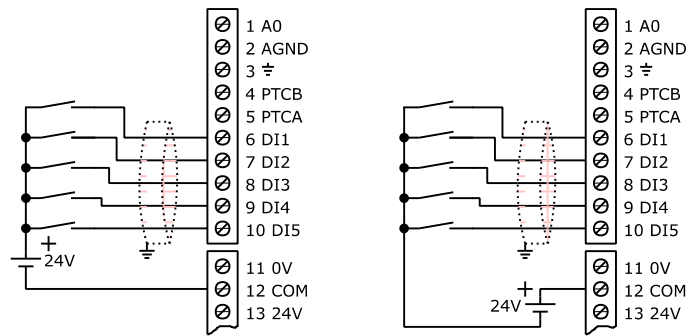 1 A0
2 AGND
3
4 PTCB
5 PTCA
6 DI1
7 DI2
8 DI3
9 DI4
10 DI5
+
24V
11 0V
12 COM
13 24V
1 A0
2 AGND
3
4 PTCB
5 PTCA
6 DI1
7 DI2
8 DI3
9 DI4
10 DI5
11 0V
+
12 COM
24V
13 24V